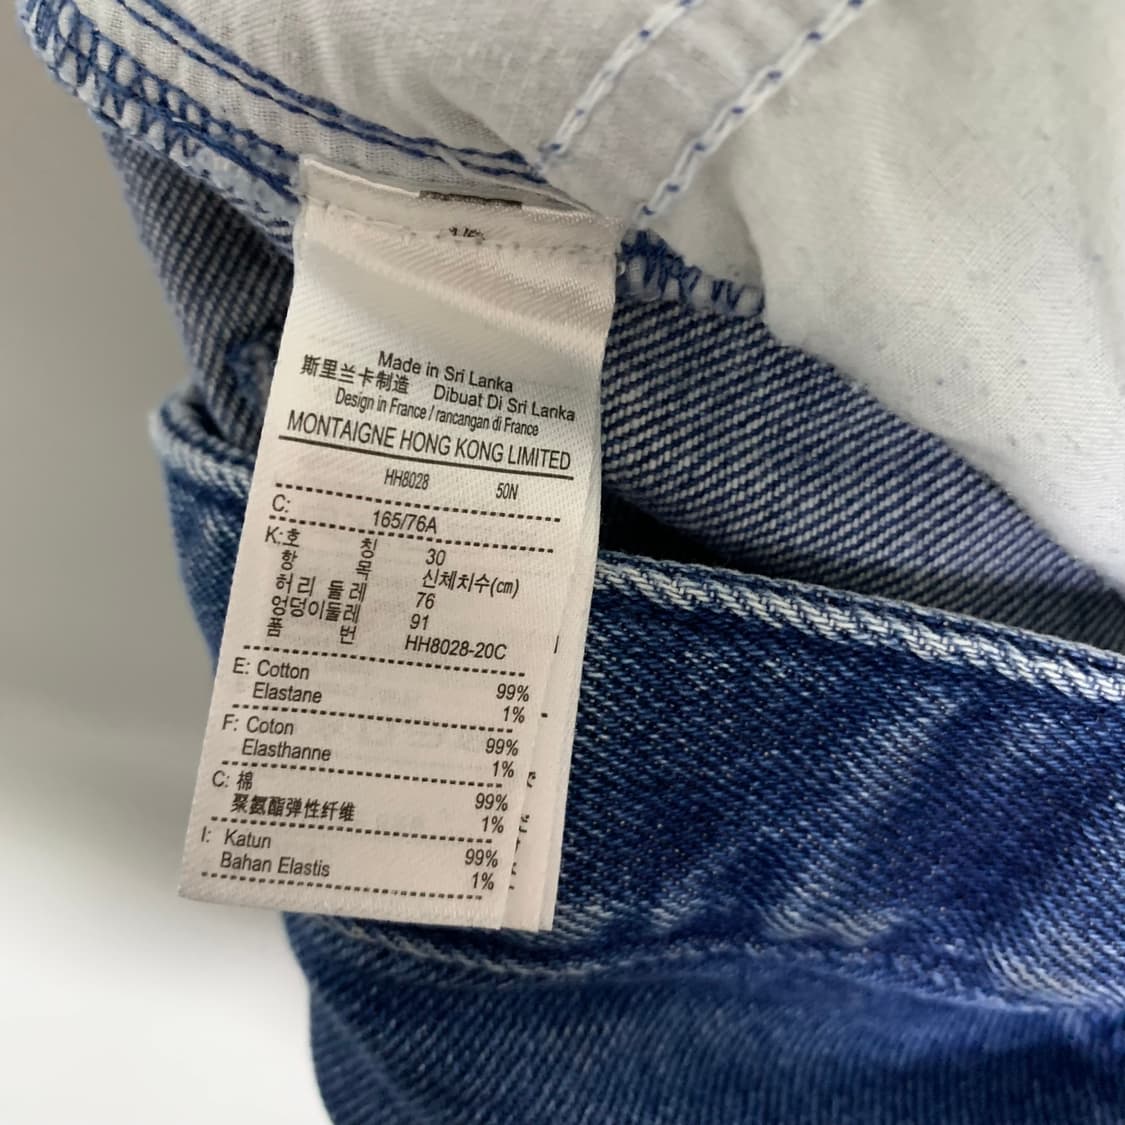 Made in Sri Lanka
斯里兰卡制造 Dibuat Di Sri Lanka
Design in France / rancangan di France
MONTAIGNE HONG KONG LIMITED
HH8028 50N
C: 165/76A
K:호 칭 30
항 목 신체치수(cm)
허리 둘레 76
엉덩이둘레 91
품 번 HH8028-20C
E: Cotton 99%
Elastane 1%
F: Coton 99%
Elasthanne 1%
C: 棉 99%
聚氨酯弹性纤维 1%
I: Katun 99%
Bahan Elastis 1%